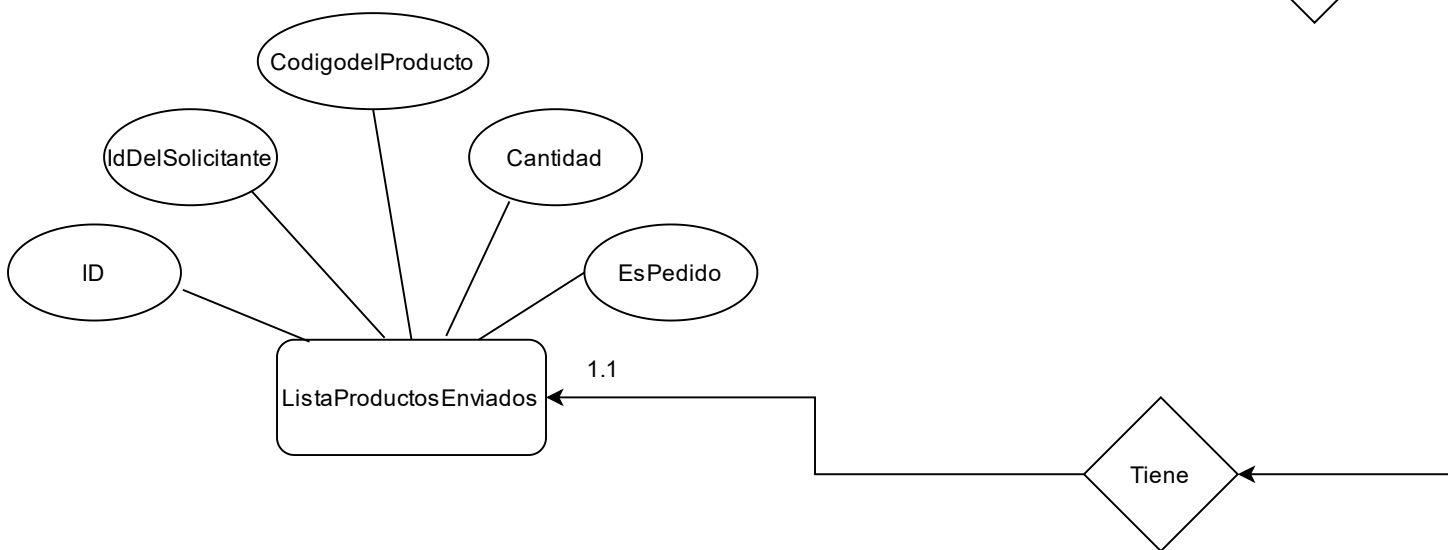 CodigodelProducto
IdDelSolicitante
Cantidad
ID
EsPedido
1.1
ListaProductosEnviados
Tiene